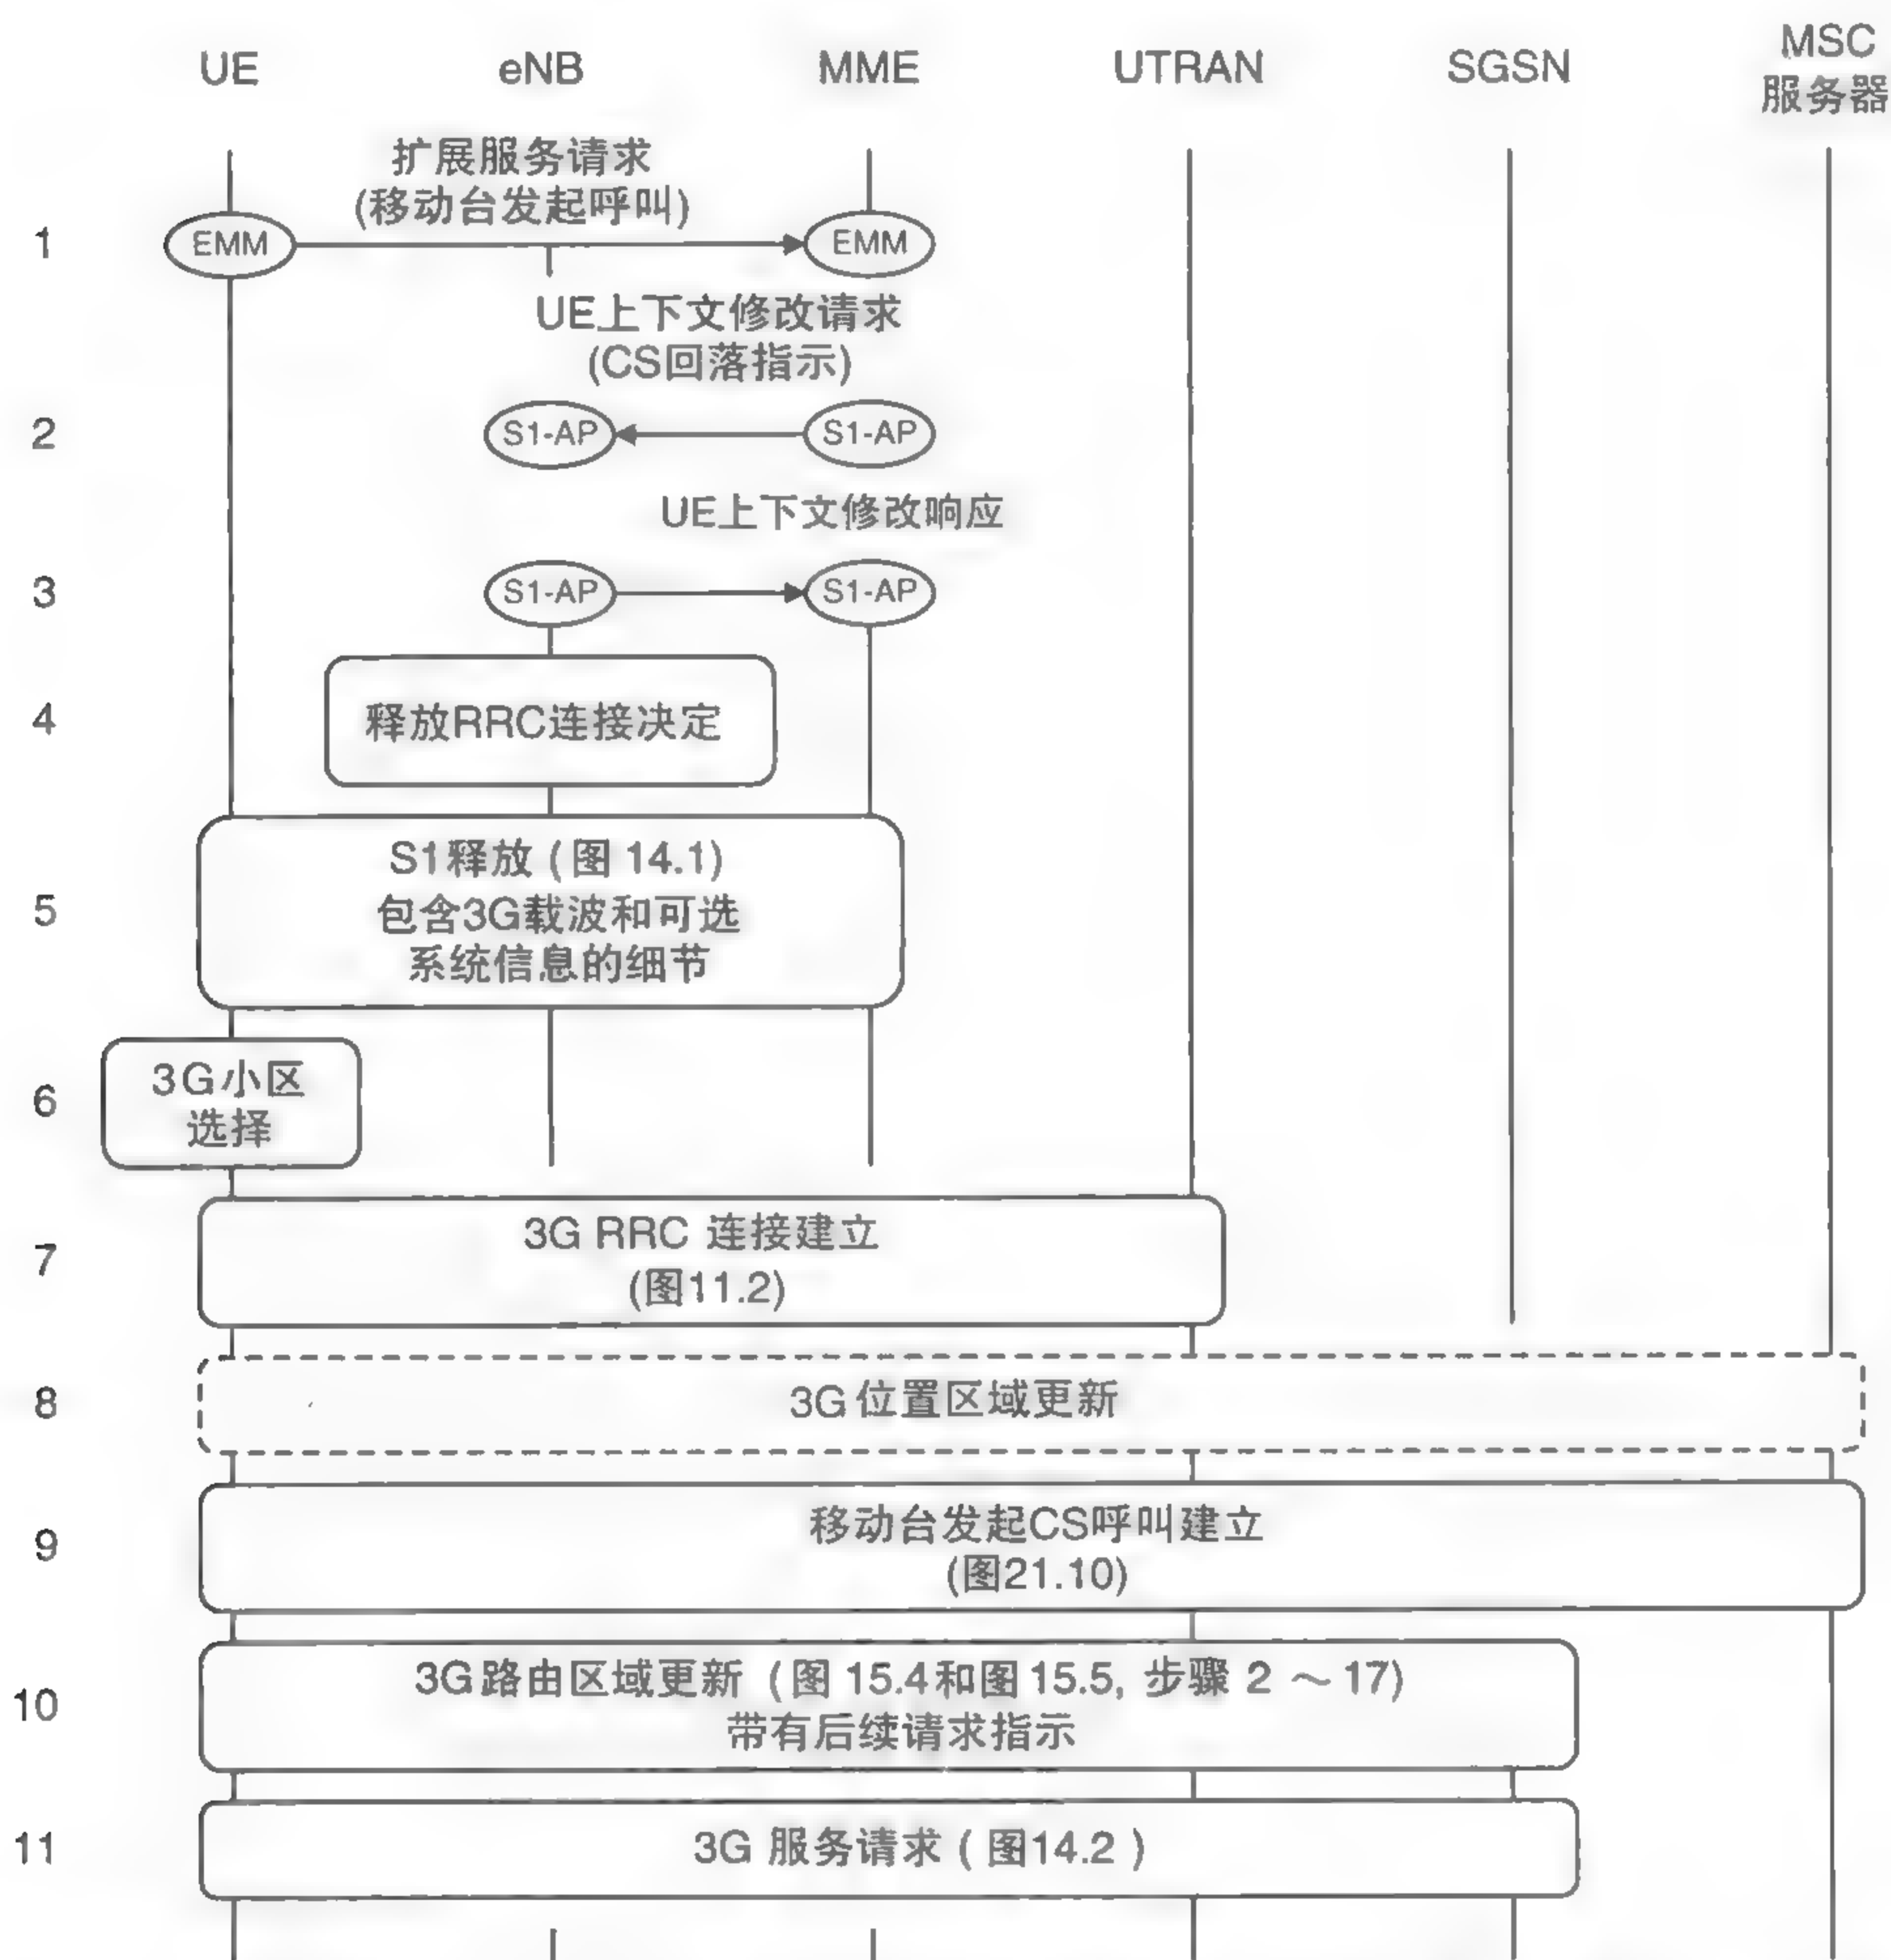 UE
eNB
MME
UTRAN
SGSN
MSC
服务器
扩展服务请求
(移动台发起呼叫)
1
EMM
EMM
UE上下文修改请求
(CS回落指示)
2
S1-AP
S1-AP
UE上下文修改响应
3
S1-AP
S1-AP
4
释放RRC连接决定
S1释放 (图 14.1)
5
包含3G载波和可选
系统信息的细节
6
3G小区
选择
7
3G RRC 连接建立
(图11.2)
8
3G位置区域更新
9
移动台发起CS呼叫建立
(图21.10)
10
3G路由区域更新 (图 15.4和图 15.5, 步骤 2 ～ 17)
带有后续请求指示
11
3G 服务请求 ( 图14.2 )